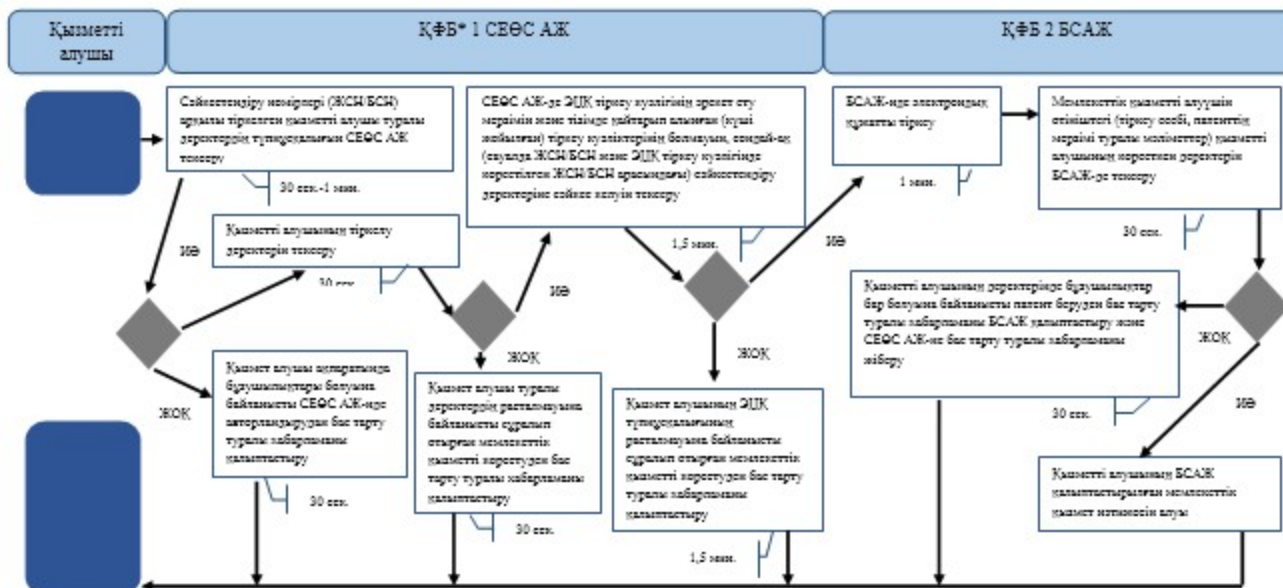 Қызметті
алушы
ҚФБ* 1 СЕӨС АЖ
ҚФБ 2 БСАЖ
Сәйкестендіру нөмірлері (ЖСН/БСН)
арқылы тіркелген қызметті алушы туралы
деректердің түпнұсқалығын СЕӨС АЖ
тексеру
30 сек.-1 мин.
СЕӨС АЖ-де ЭЦҚ тіркеу куәлігінің әрекет ету
мерзімін және тізімде қайтарып алынған (күші
жойылған) тіркеу куәліктерінің болмауын, сондай-ақ
(сауалда ЖСН/БСН және ЭЦҚ тіркеу куәлігінде
көрсетілген ЖСН/БСН арасындағы) сәйкестендіру
деректеріне сәйкес келуін тексеру
1,5 мин.
БСАЖ-нде электрондық
құжатты тіркеу
1 мин.
Мемлекеттік қызметті алу үшін
өтініштегі (тіркеу есебі, патенттің
мерзімі туралы мәліметтер) қызметті
алушының көрсеткен деректерін
БСАЖ-де тексеру
30 сек.
Қызметті алушының тіркелу
деректерін тексеру
30 сек
ИӘ
ИӘ
ИӘ
ИӘ
ЖОҚ
ЖОҚ
ЖОҚ
ЖОҚ
Қызметті алушының деректерінде бұзушылықтар
бар болуына байланысты патент беруден бас тарту
туралы хабарламаны БСАЖ қалыптастыру және
СЕӨС АЖ-не бас тарту туралы хабарламаны
жіберу
30 сек.
Қызмет алушы ақпаратында
бұзушылықтары болуына
байланысты СЕӨС АЖ-нде
авторландырудан бас тарту
туралы хабарламаны
қалыптастыру
30 сек.
Қызмет алушы туралы
деректердің расталмауына
байланысты сұралып
отырған мемлекеттік
қызметті көрсетуден бас
тарту туралы хабарламаны
қалыптастыру
30 сек.
Қызмет алушының ЭЦҚ
түпнұсқалығының
расталмауына байланысты
сұралып отырған мемлекеттік
қызметті көрсетуден бас тарту
туралы хабарламаны
қалыптастыру
1,5 мин.
Қызметті алушының БСАЖ
қалыптастырылған мемлекеттік
қызмет нәтижесін алуы